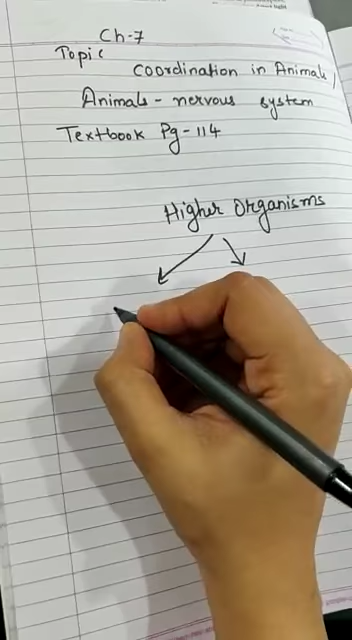 Ch-7
Topic
coordination in Animals/
Animals - nervous system
Textbook Pg-114
Higher Organisms